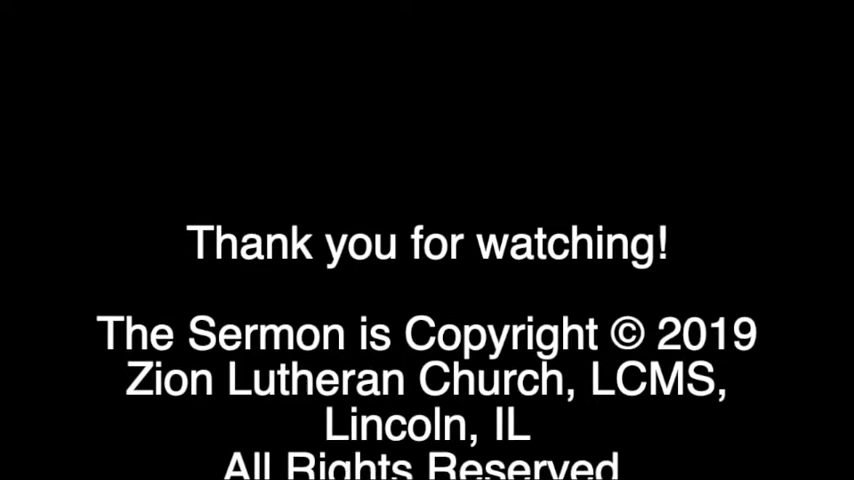 Thank you for watching!
The Sermon is Copyright © 2019
Zion Lutheran Church, LCMS,
Lincoln, IL
All Rights Reserved